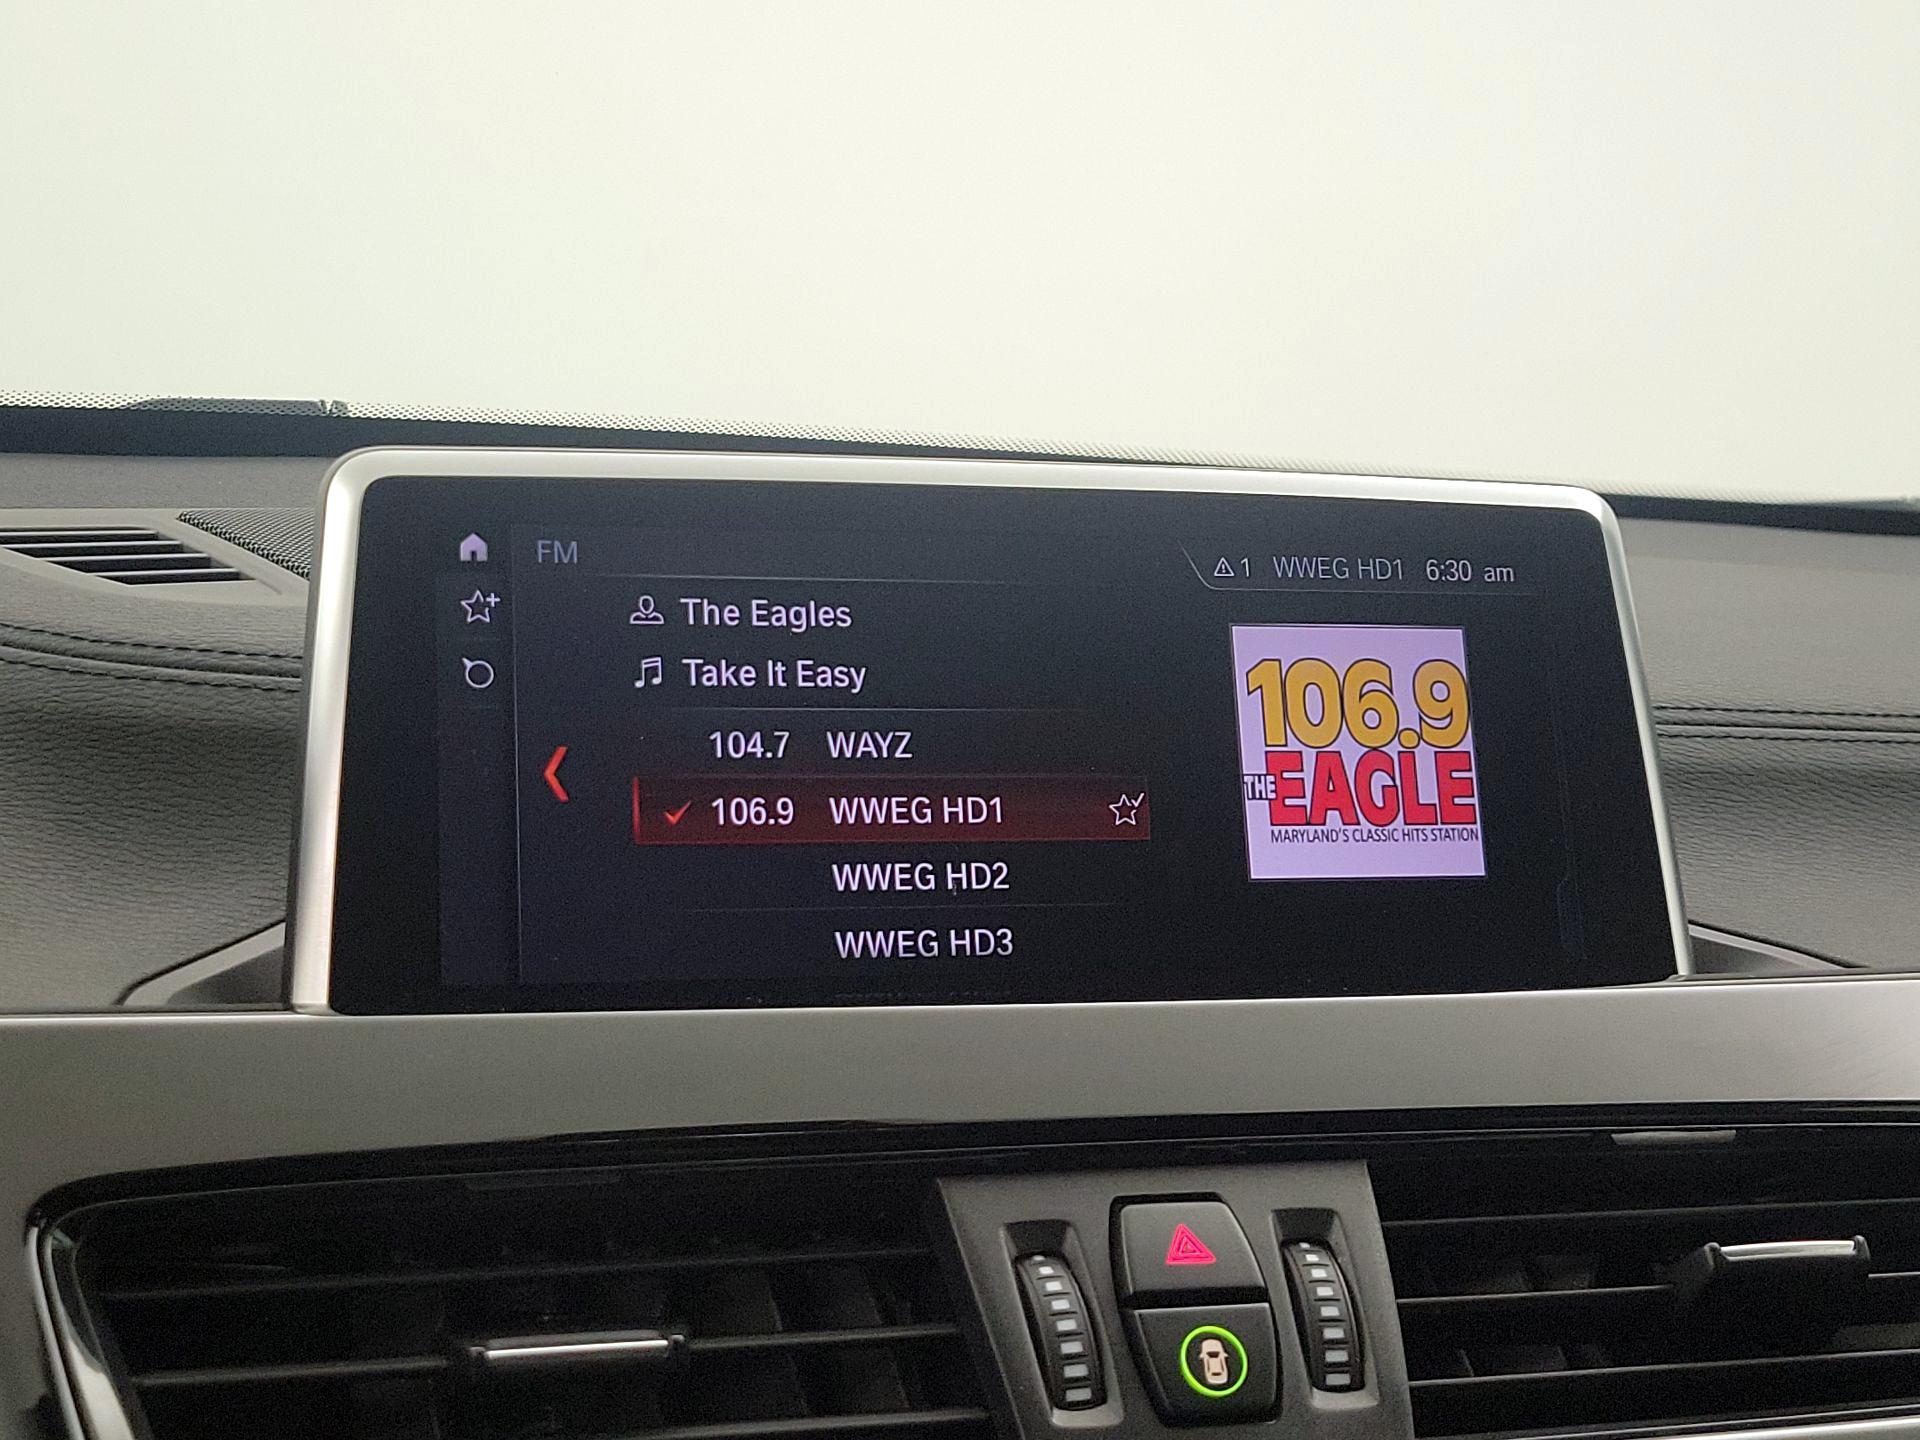 FM
1 WWEG HD1 6:30 am
The Eagles
Take It Easy
104.7 WAYZ
106.9 WWEG HD1
WWEG HD2
WWEG HD3
106.9
THE EAGLE
MARYLAND'S CLASSIC HITS STATION